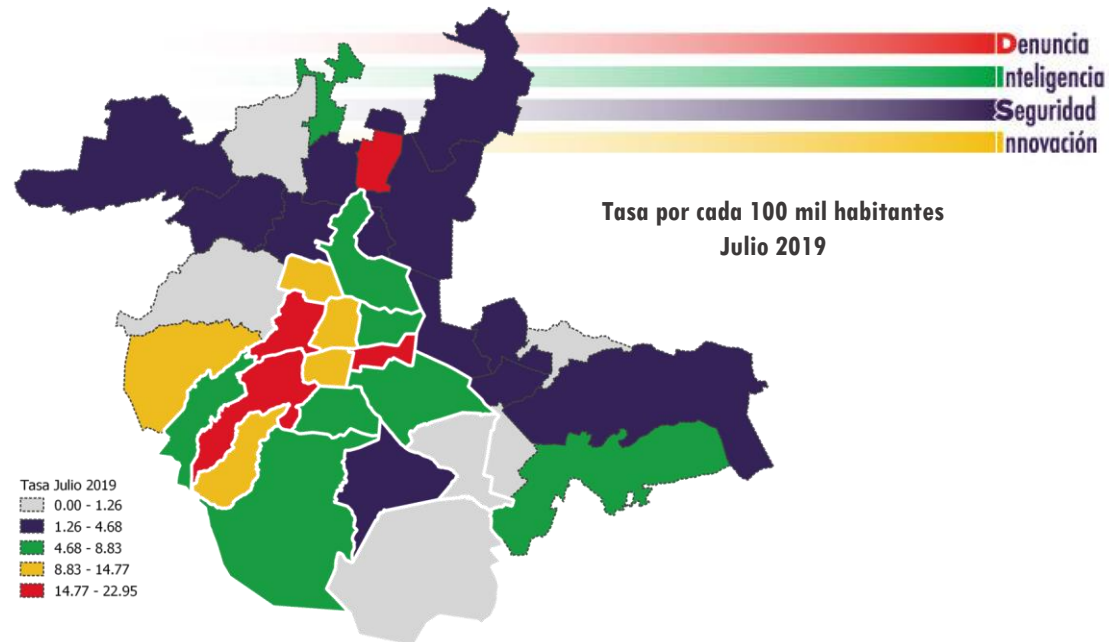 Denuncia
Inteligencia
Seguridad
Innovación
Tasa por cada 100 mil habitantes
Julio 2019
Tasa Julio 2019
0.00 - 1.26
1.26 - 4.68
4.68 - 8.83
8.83 - 14.77
14.77 - 22.95